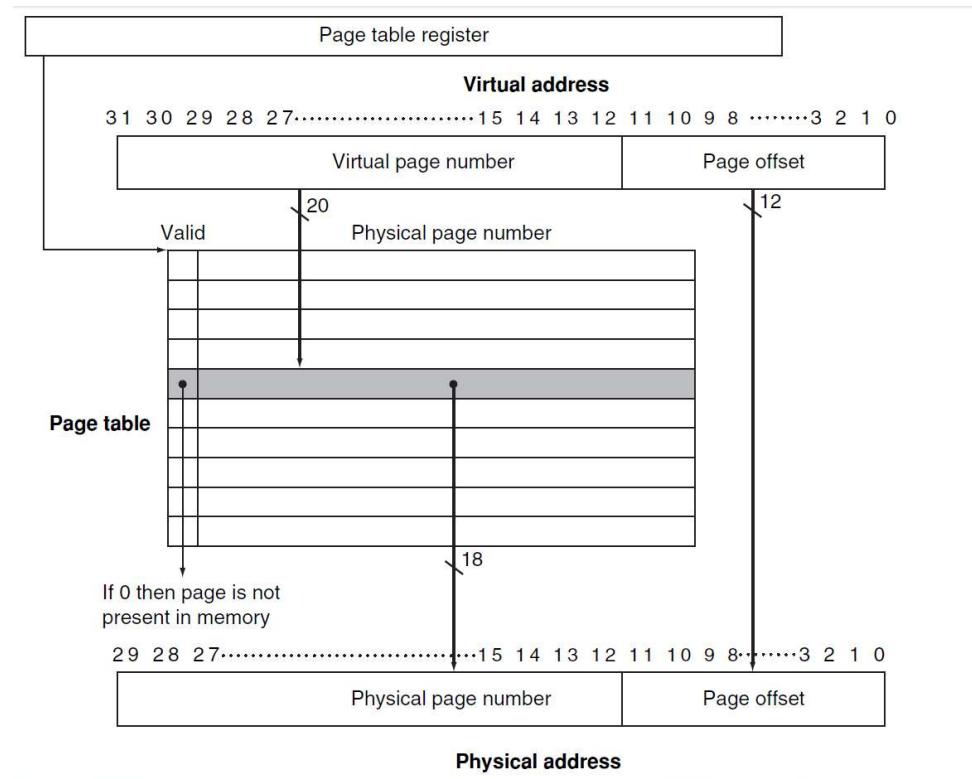 Page table register
Virtual address
31 30 29 28 27·······················15 14 13 12 11 10 9 8 ········3 2 1 0
Virtual page number Page offset
20 12
Valid Physical page number
Page table
18
If 0 then page is not
present in memory
29 28 27·································15 14 13 12 11 10 9 8·········3 2 1 0
Physical page number Page offset
Physical address